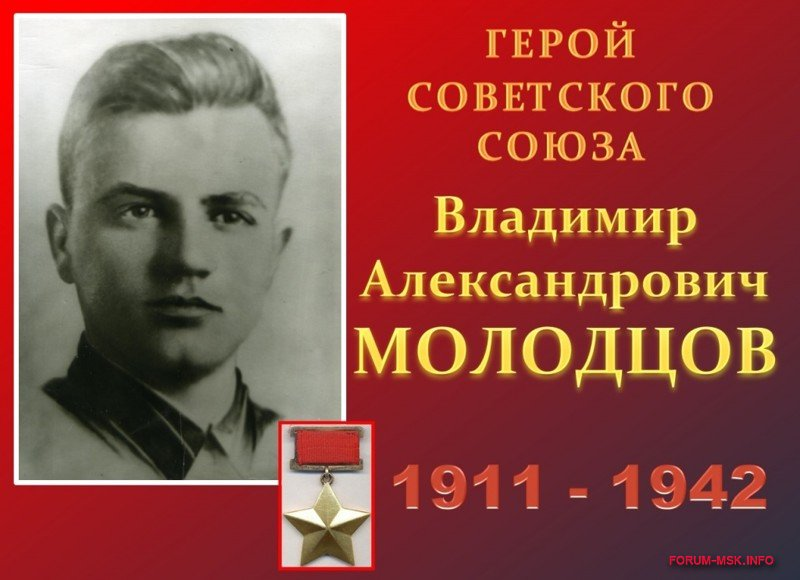 ГЕРОЙ
СОВЕТСКОГО
СОЮЗА
Владимир
Александрович
МОЛОДЦОВ
1911 - 1942
FORUM-MSK.INFO